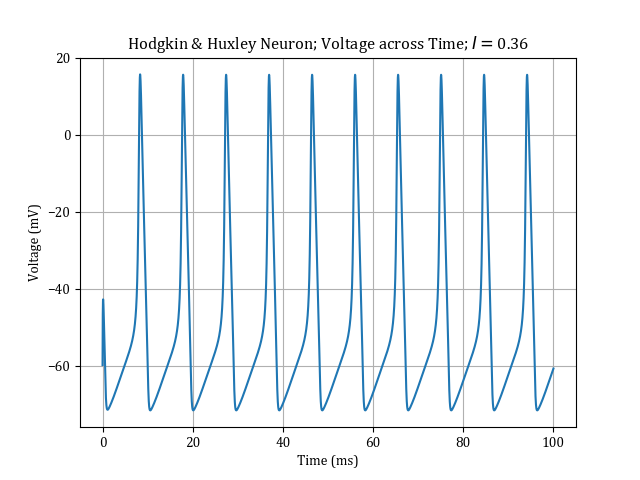 Hodgkin & Huxley Neuron; Voltage across Time; I = 0.36
20
0
−20
−40
−60
Voltage (mV)
0 20 40 60 80 100
Time (ms)